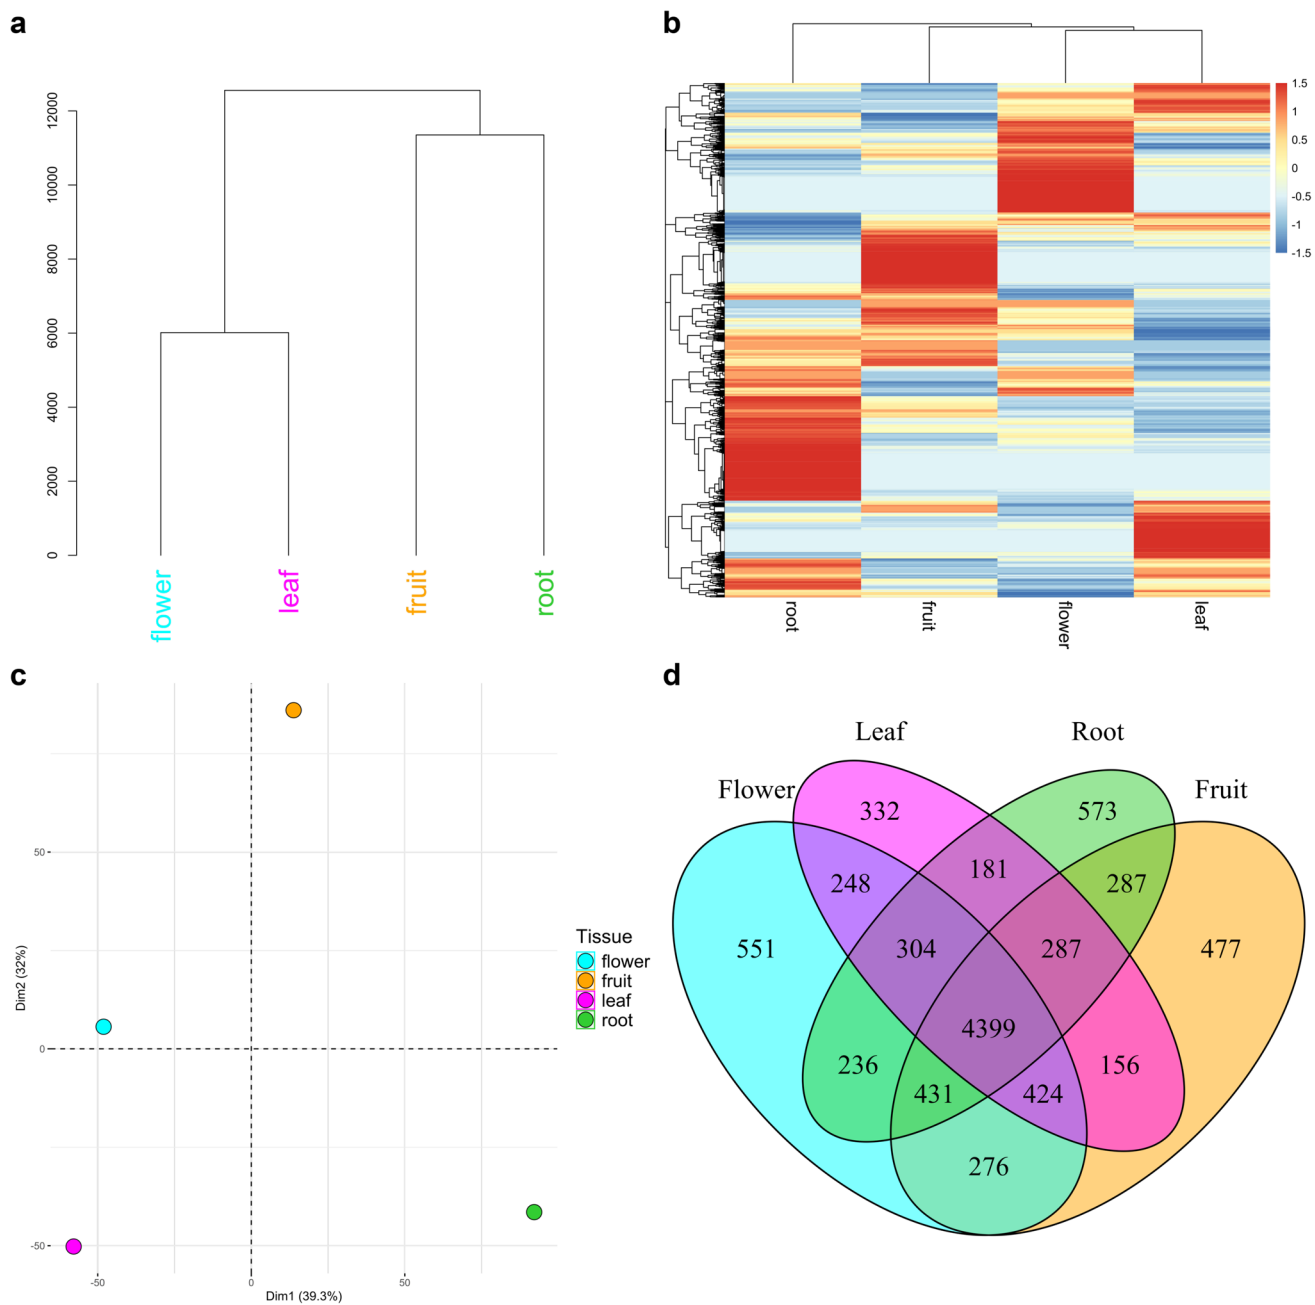 a
12000
10000
8000
6000
4000
2000
0
flower
leaf
fruit
root
b
1.5
1
0.5
0
-0.5
-1
-1.5
root
fruit
flower
leaf
c
50
0
-50
Dim2 (32%)
-50
0
50
Dim1 (39.3%)
Tissue
flower
fruit
leaf
root
d
Leaf
Root
Flower
Fruit
332
573
181
248
287
551
304
287
477
4399
236
156
431
424
276